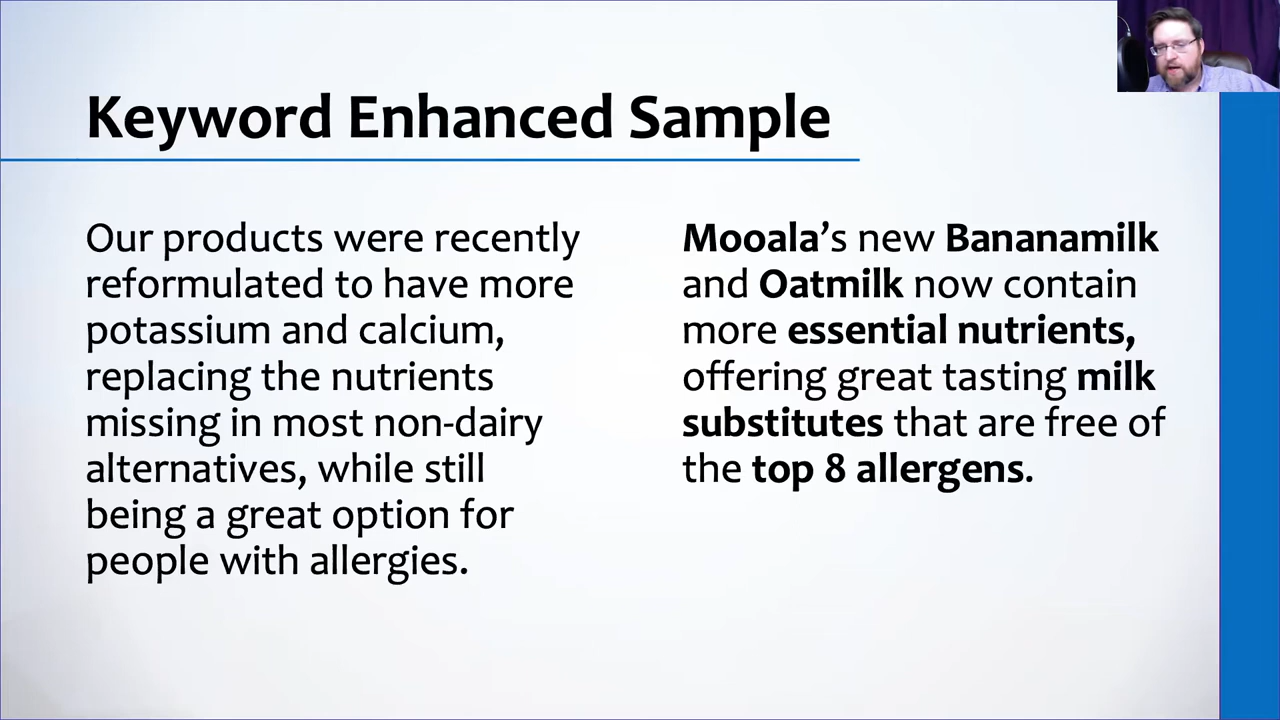 Keyword Enhanced Sample
Our products were recently
reformulated to have more
potassium and calcium,
replacing the nutrients
missing in most non-dairy
alternatives, while still
being a great option for
people with allergies.
Mooala’s new Bananamilk
and Oatmilk now contain
more essential nutrients,
offering great tasting milk
substitutes that are free of
the top 8 allergens.